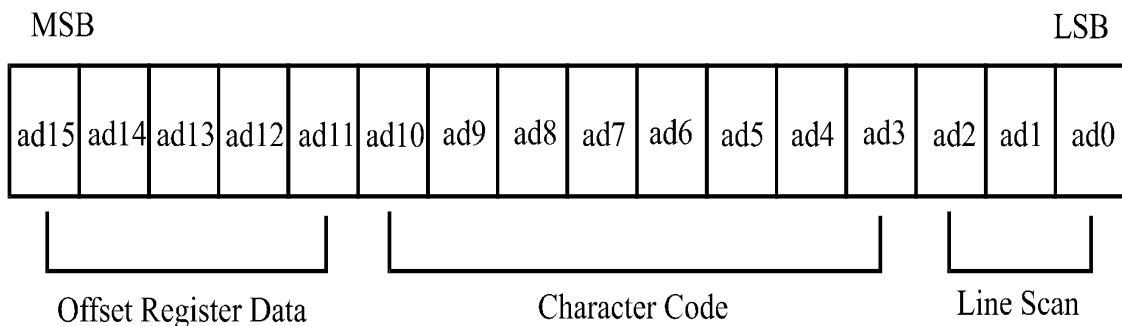 MSB LSB
ad15 ad14 ad13 ad12 ad11 ad10 ad9 ad8 ad7 ad6 ad5 ad4 ad3 ad2 ad1 ad0
Offset Register Data Character Code Line Scan